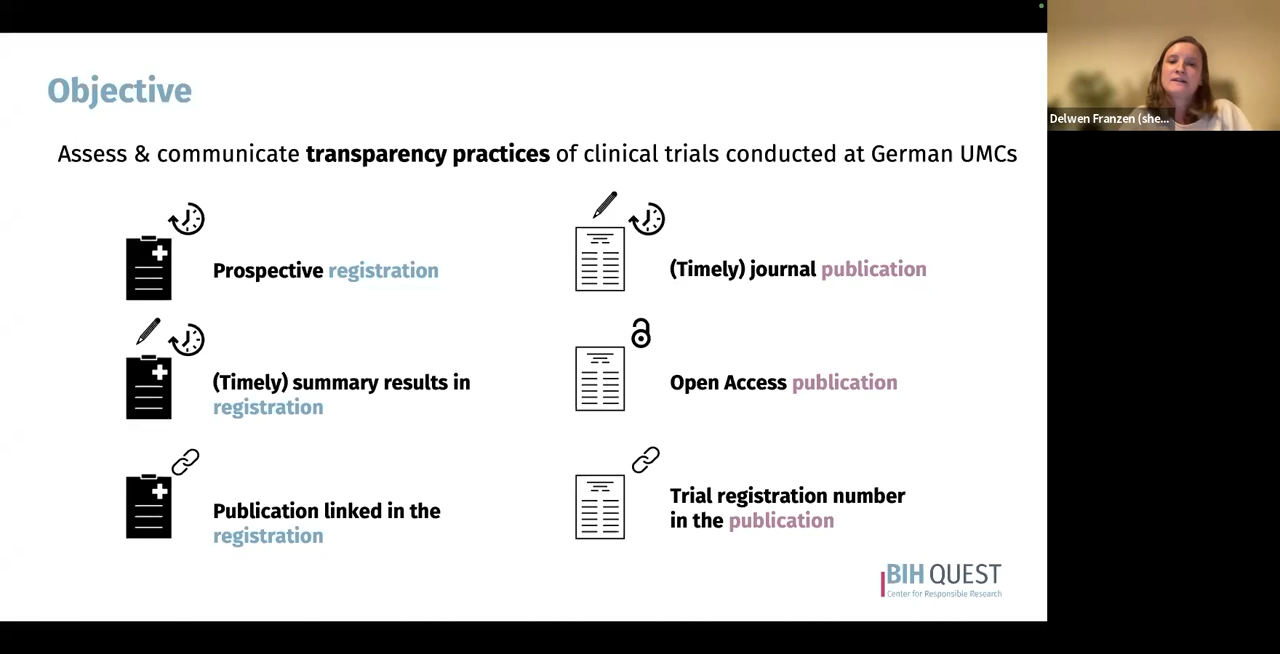 Objective
Assess & communicate transparency practices of clinical trials conducted at German UMCs
Prospective registration
(Timely) summary results in
registration
Publication linked in the
registration
(Timely) journal publication
Open Access publication
Trial registration number
in the publication
BIH QUEST
Center for Responsible Research
Delwen Franzen (she...